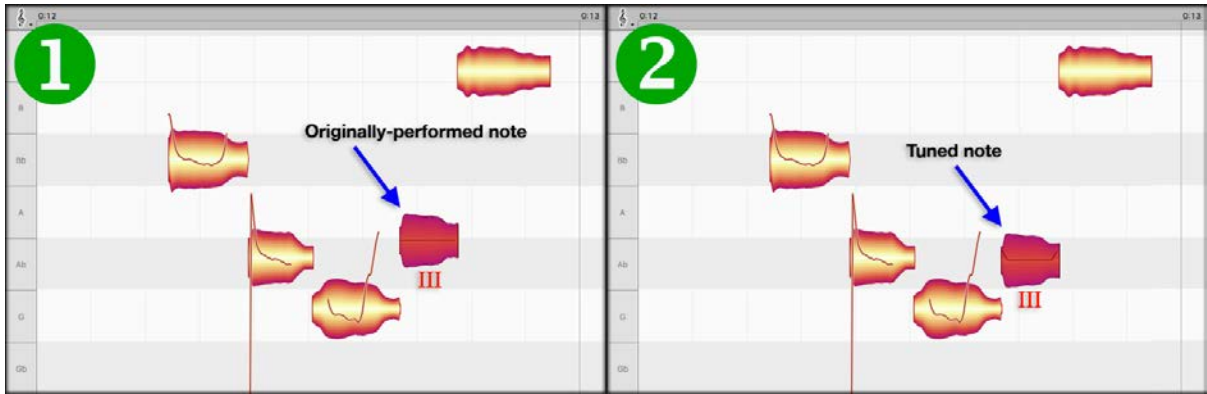 0:12
0:13
1
B
Originally-performed note
Bb
A
Ab
III
G
Gb
0:12
0:13
2
B
Tuned note
Bb
A
Ab
III
G
Gb